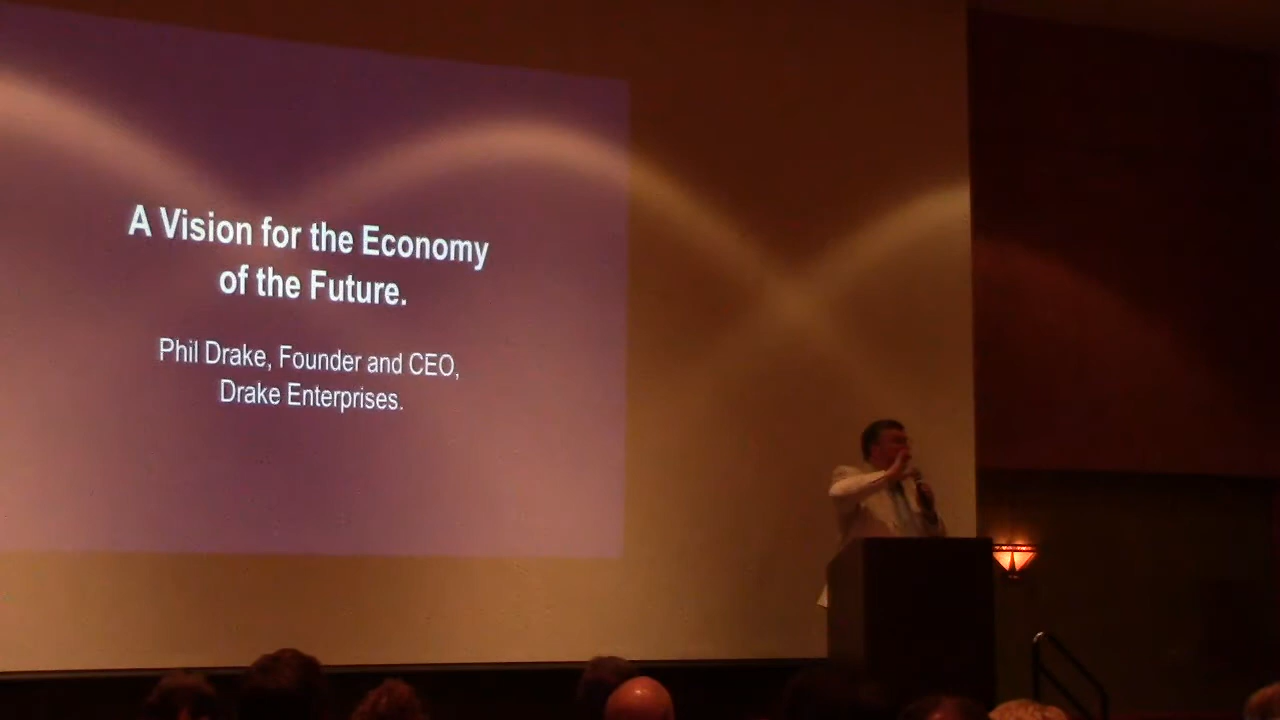 A Vision for the Economy
of the Future.
Phil Drake, Founder and CEO,
Drake Enterprises.